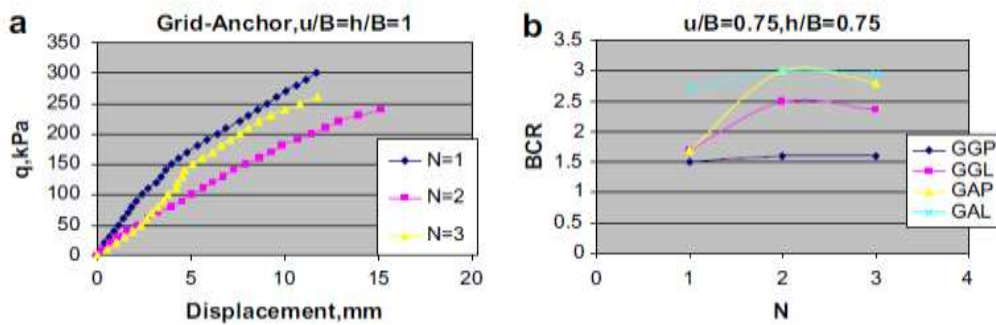 a
Grid-Anchor,u/B=h/B=1
q,kPa
350
300
250
200
150
100
50
0
0 5 10 15 20
Displacement,mm
N=1
N=2
N=3
b
u/B=0.75,h/B=0.75
BCR
3.5
3
2.5
2
1.5
1
0.5
0
0 1 2 3 4
N
GGP
GGL
GAP
GAL